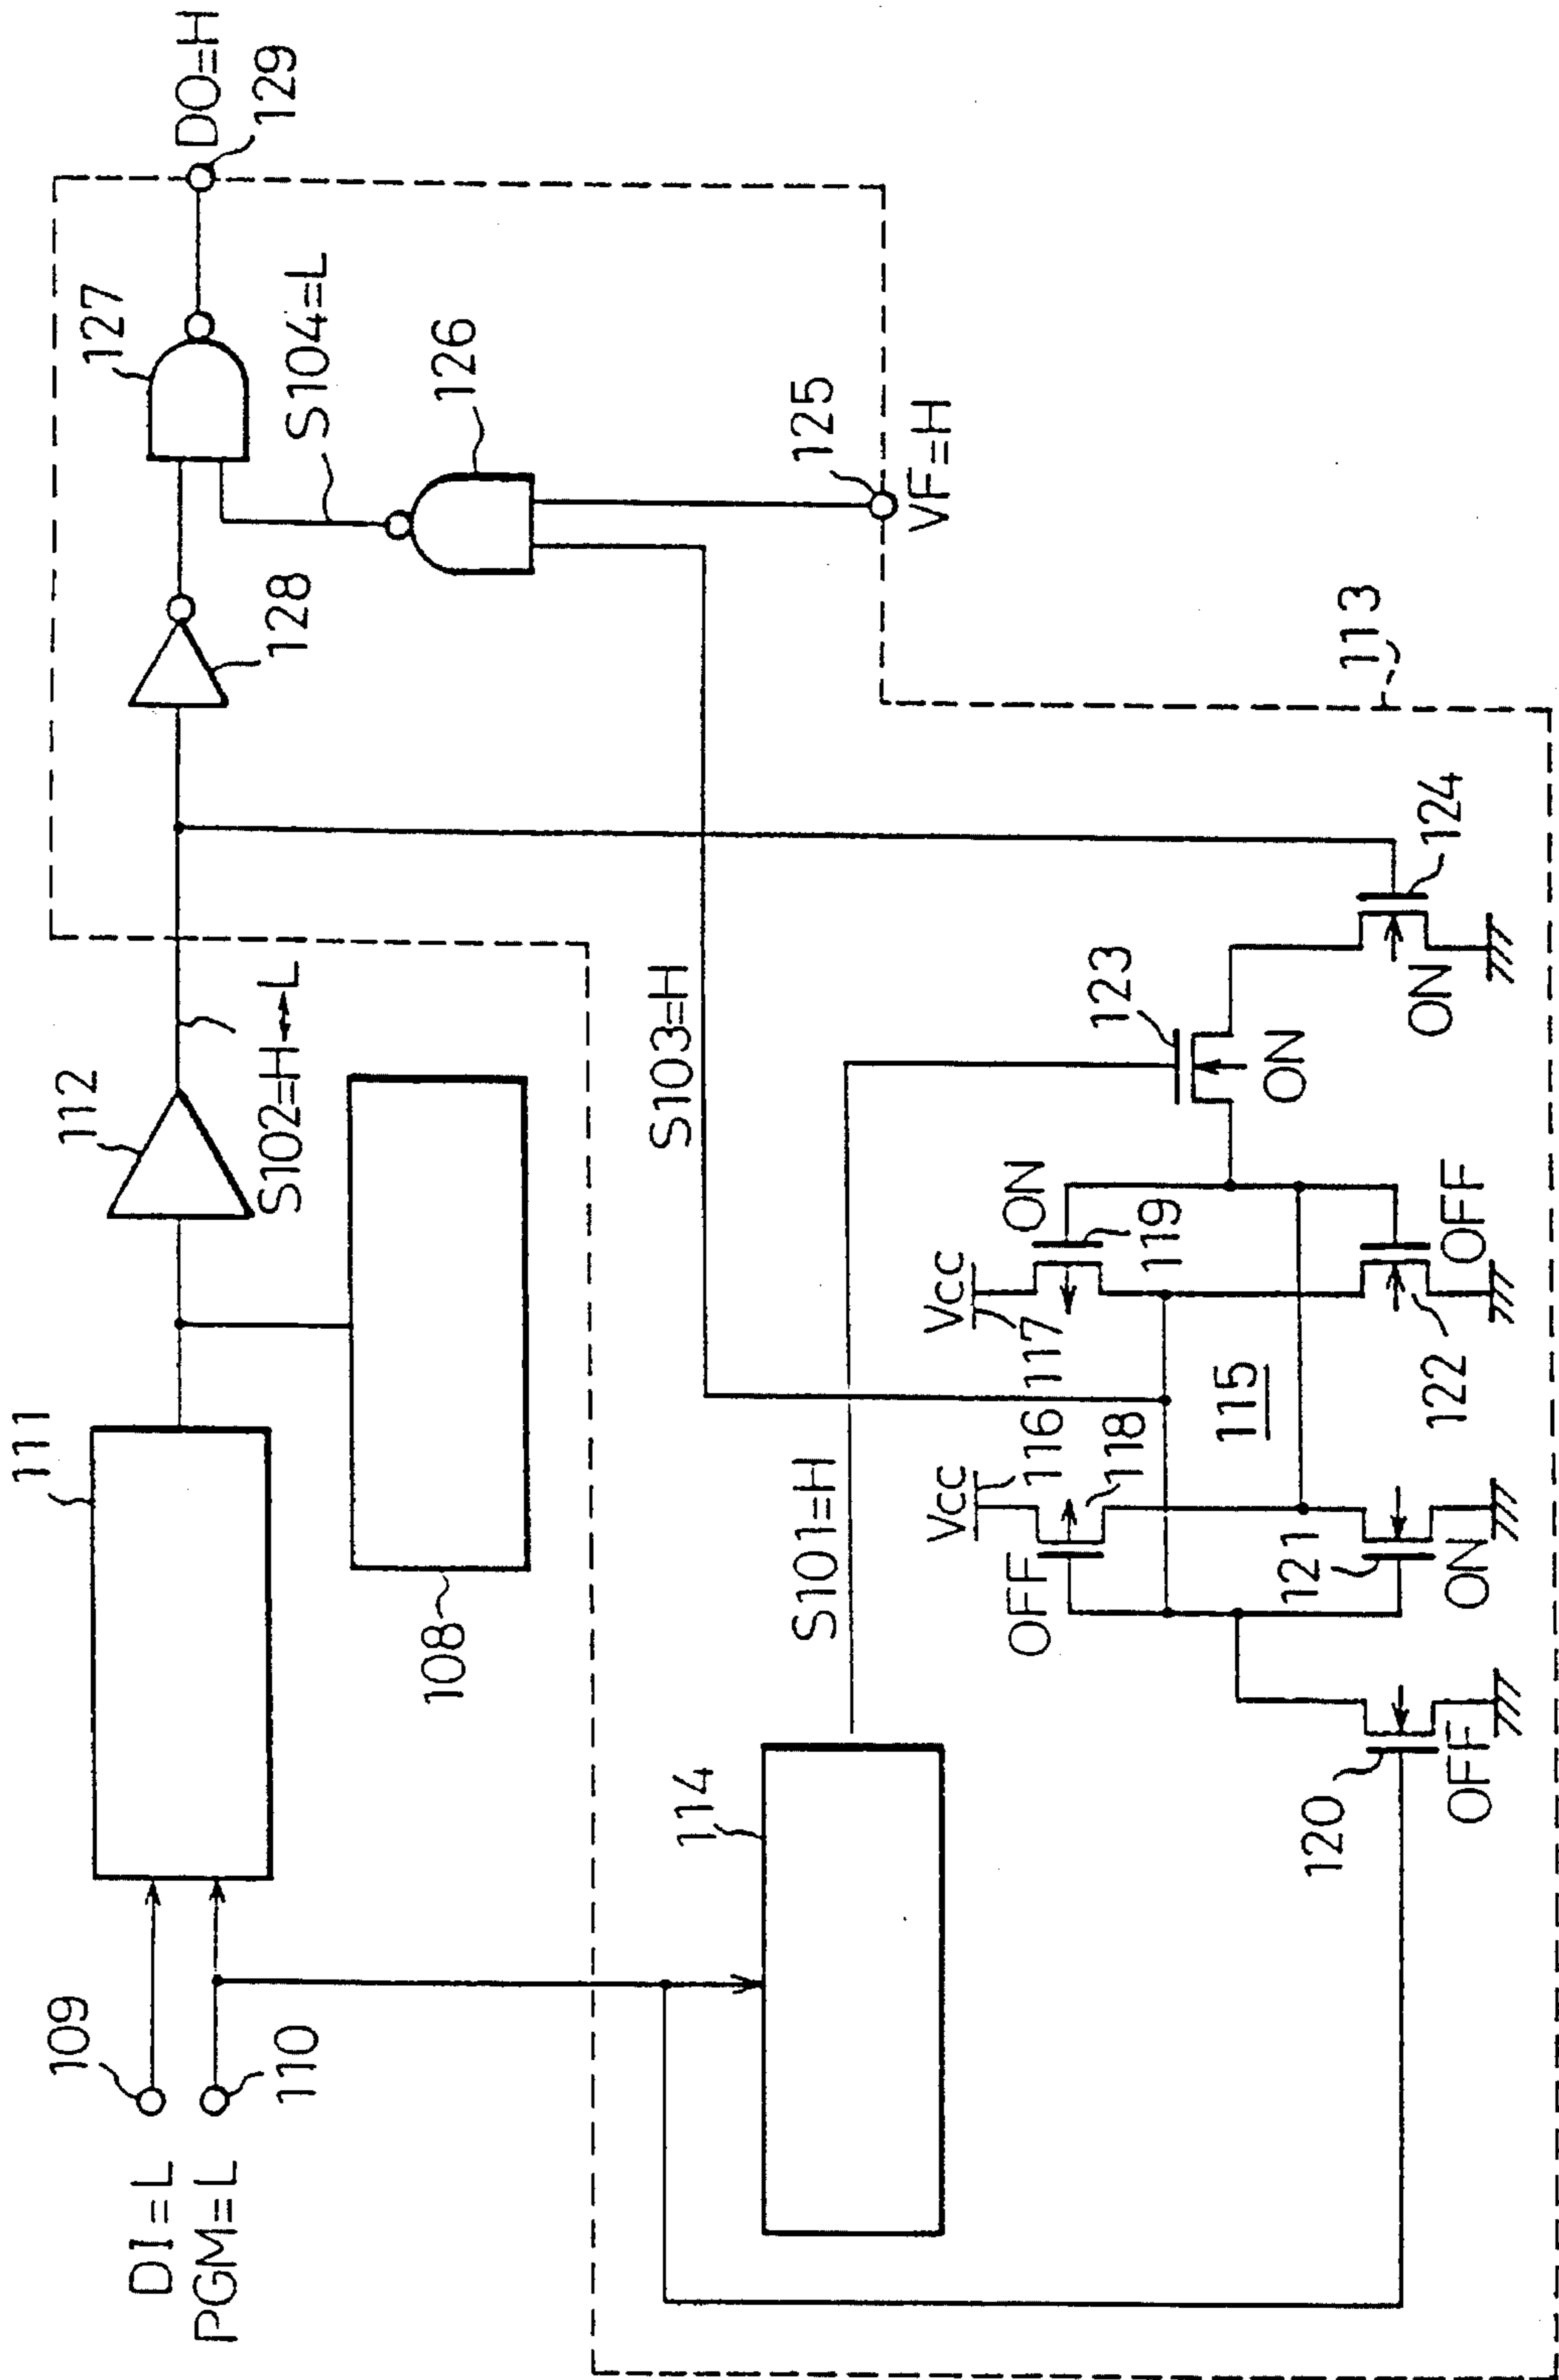 DI=L
PGM=L
109
110
111
108
112
S102=H↔L
128
127
DO=H
129
S104=L
126
125
VF=H
113
114
S101=H
S103=H
Vcc
116
OFF
118
Vcc
117
ON
119
115
123
ON
124
ON
120
OFF
121
ON
122
OFF